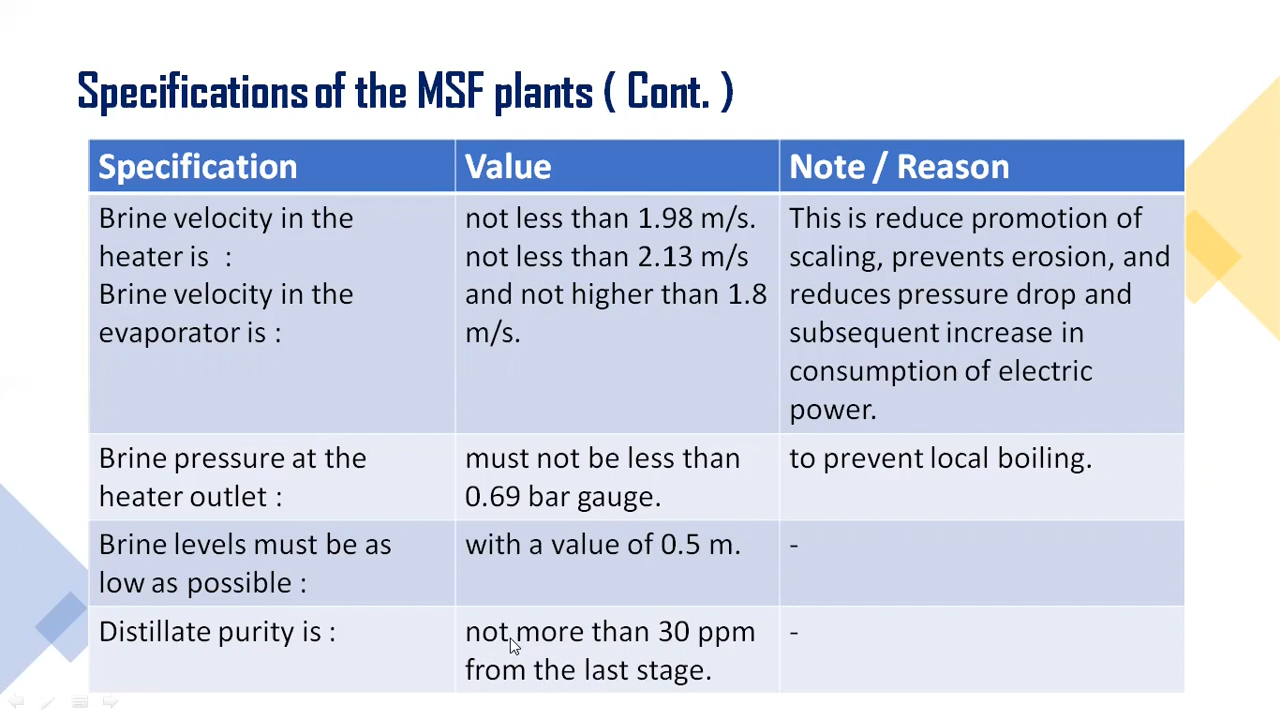 Specifications of the MSF plants ( Cont. )
Specification
Value
Note / Reason
Brine velocity in the
heater is :
Brine velocity in the
evaporator is :
not less than 1.98 m/s.
not less than 2.13 m/s
and not higher than 1.8
m/s.
This is reduce promotion of
scaling, prevents erosion, and
reduces pressure drop and
subsequent increase in
consumption of electric
power.
Brine pressure at the
heater outlet :
must not be less than
0.69 bar gauge.
to prevent local boiling.
Brine levels must be as
low as possible :
with a value of 0.5 m.
-
Distillate purity is :
not more than 30 ppm
from the last stage.
-